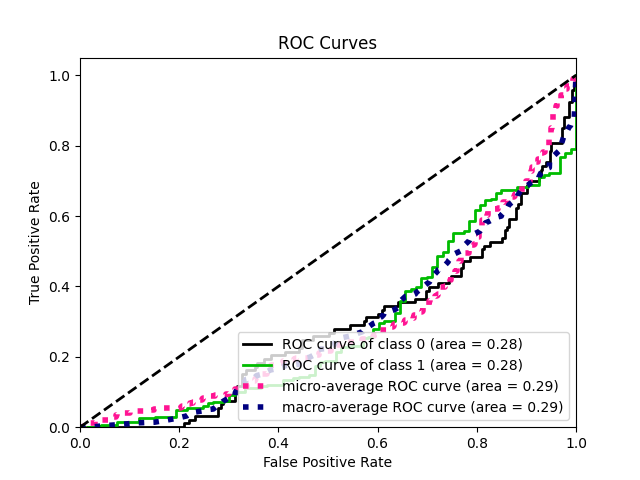 ROC Curves
True Positive Rate
1.0
0.8
0.6
0.4
0.2
0.0
ROC curve of class 0 (area = 0.28)
ROC curve of class 1 (area = 0.28)
micro-average ROC curve (area = 0.29)
macro-average ROC curve (area = 0.29)
0.0 0.2 0.4 0.6 0.8 1.0
False Positive Rate